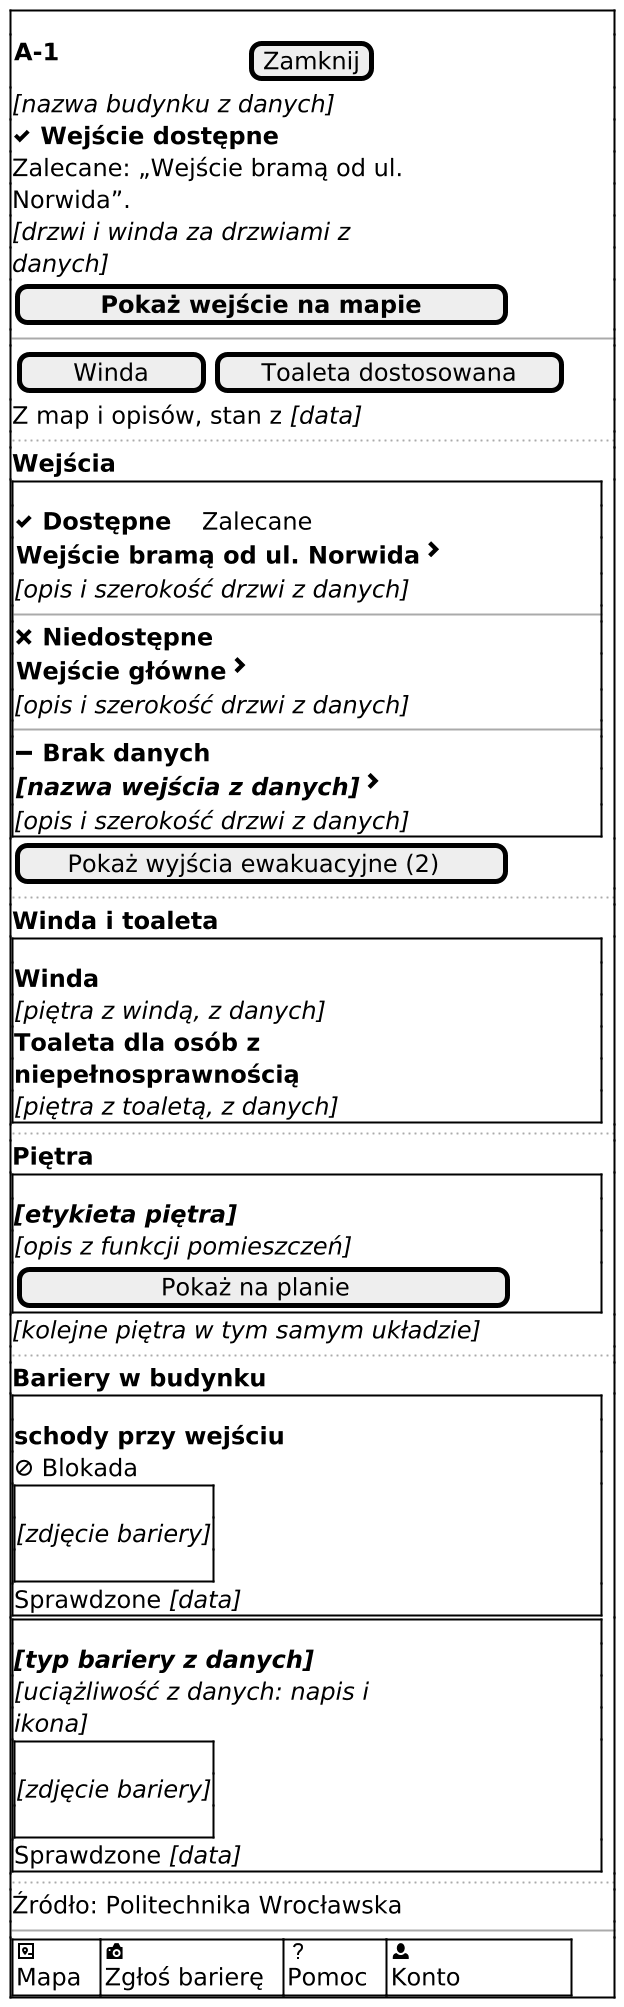 A-1
Zamknij
[nazwa budynku z danych]
✔ Wejście dostępne
Zalecane: „Wejście bramą od ul.
Norwida”.
[drzwi i winda za drzwiami z
danych]
Pokaż wejście na mapie
Winda
Toaleta dostosowana
Z map i opisów, stan z [data]
Wejścia
✔ Dostępne Zalecane
Wejście bramą od ul. Norwida ›
[opis i szerokość drzwi z danych]
✖ Niedostępne
Wejście główne ›
[opis i szerokość drzwi z danych]
− Brak danych
[nazwa wejścia z danych] ›
[opis i szerokość drzwi z danych]
Pokaż wyjścia ewakuacyjne (2)
Winda i toaleta
Winda
[piętra z windą, z danych]
Toaleta dla osób z
niepełnosprawnością
[piętra z toaletą, z danych]
Piętra
[etykieta piętra]
[opis z funkcji pomieszczeń]
Pokaż na planie
[kolejne piętra w tym samym układzie]
Bariery w budynku
schody przy wejściu
⊘ Blokada
[zdjęcie bariery]
Sprawdzone [data]
[typ bariery z danych]
[uciążliwość z danych: napis i
ikona]
[zdjęcie bariery]
Sprawdzone [data]
Źródło: Politechnika Wrocławska
Mapa
Zgłoś barierę
?
Pomoc
Konto